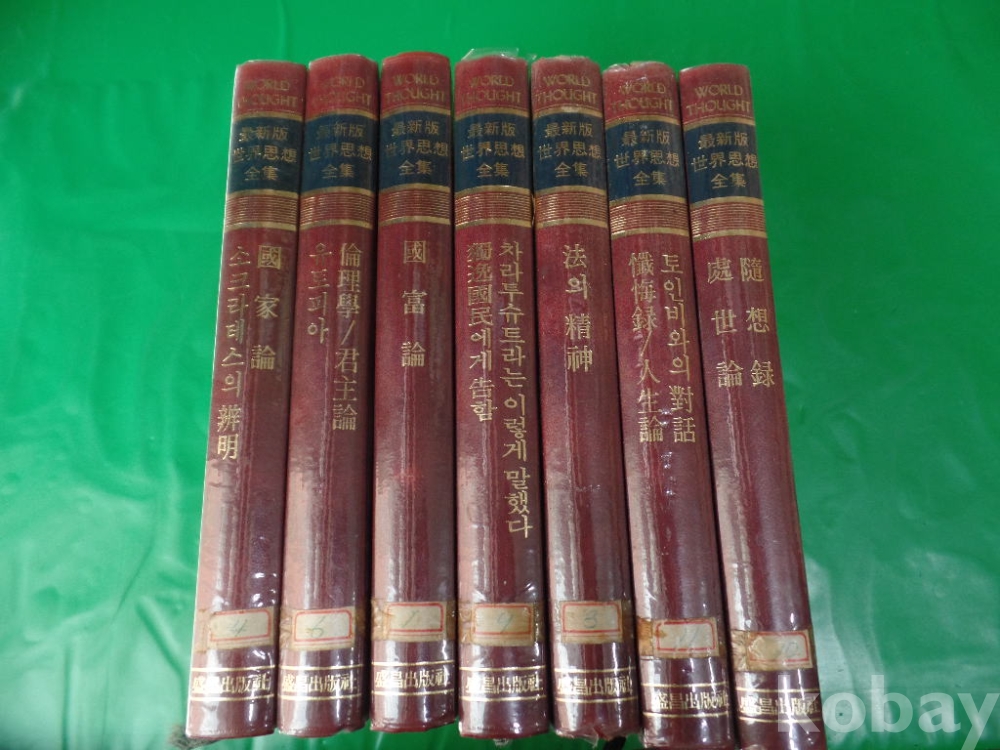 WORLD
THOUGHT
最新版
世界思想
全集
國家論
소크라테스의 辨明
4
盛昌出版社
WORLD
THOUGHT
最新版
世界思想
全集
倫理學/君主論
유토피아
6
盛昌出版社
WORLD
THOUGHT
最新版
世界思想
全集
國富論
1
盛昌出版社
WORLD
THOUGHT
最新版
世界思想
全集
차라투슈트라는 이렇게 말했다
獨逸國民에게 告함
9
盛昌出版社
WORLD
THOUGHT
最新版
世界思想
全集
法의 精神
3
盛昌出版社
WORLD
THOUGHT
最新版
世界思想
全集
토인비와의 對話
懺悔録/人生論
盛昌出版社
WORLD
THOUGHT
最新版
世界思想
全集
隨想録
處世論
盛昌出版社
kobay